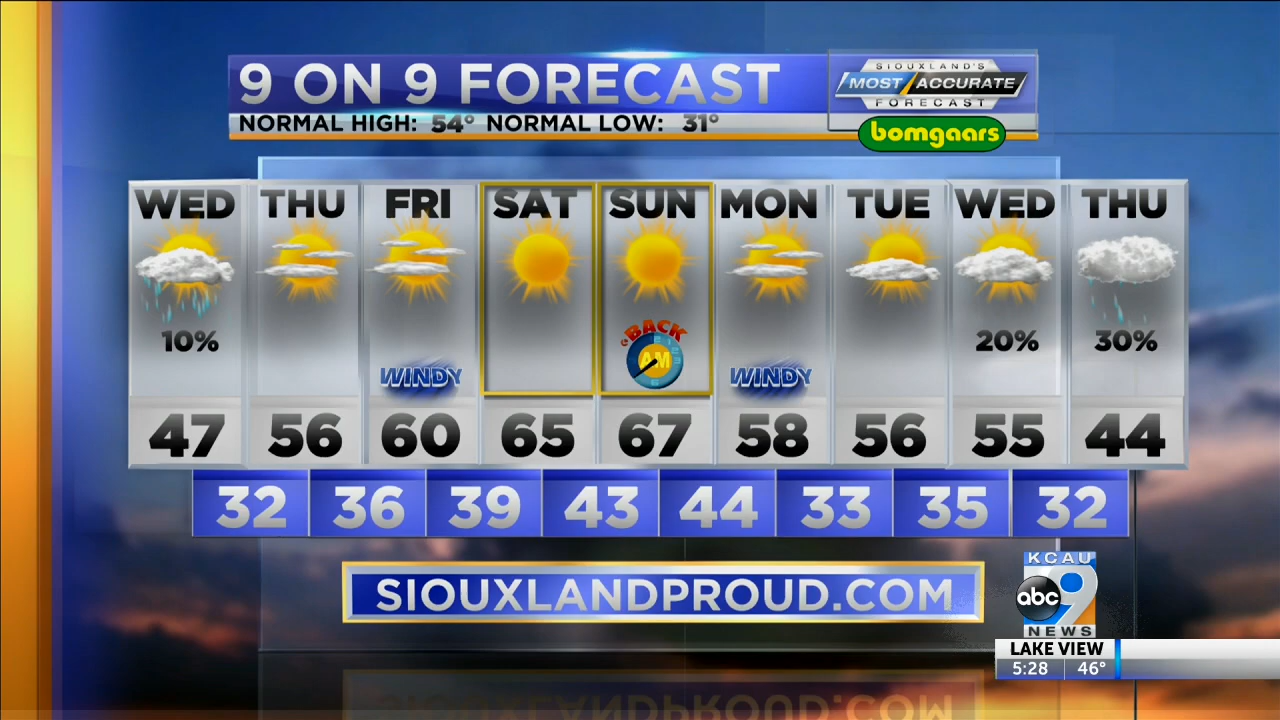 9 ON 9 FORECAST
NORMAL HIGH: 54° NORMAL LOW: 31°
SIOUXLAND'S
MOST ACCURATE
FORECAST
bomgaars
WED THU FRI SAT SUN MON TUE WED THU
BACK
AM
10% 20% 30%
WINDY WINDY
47 56 60 65 67 58 56 55 44
32 36 39 43 44 33 35 32
SIOUXLANDPROUD.COM
KCAU
abc 9
NEWS
LAKE VIEW
5:28 46°
SIOUXLANDPROUD.COM